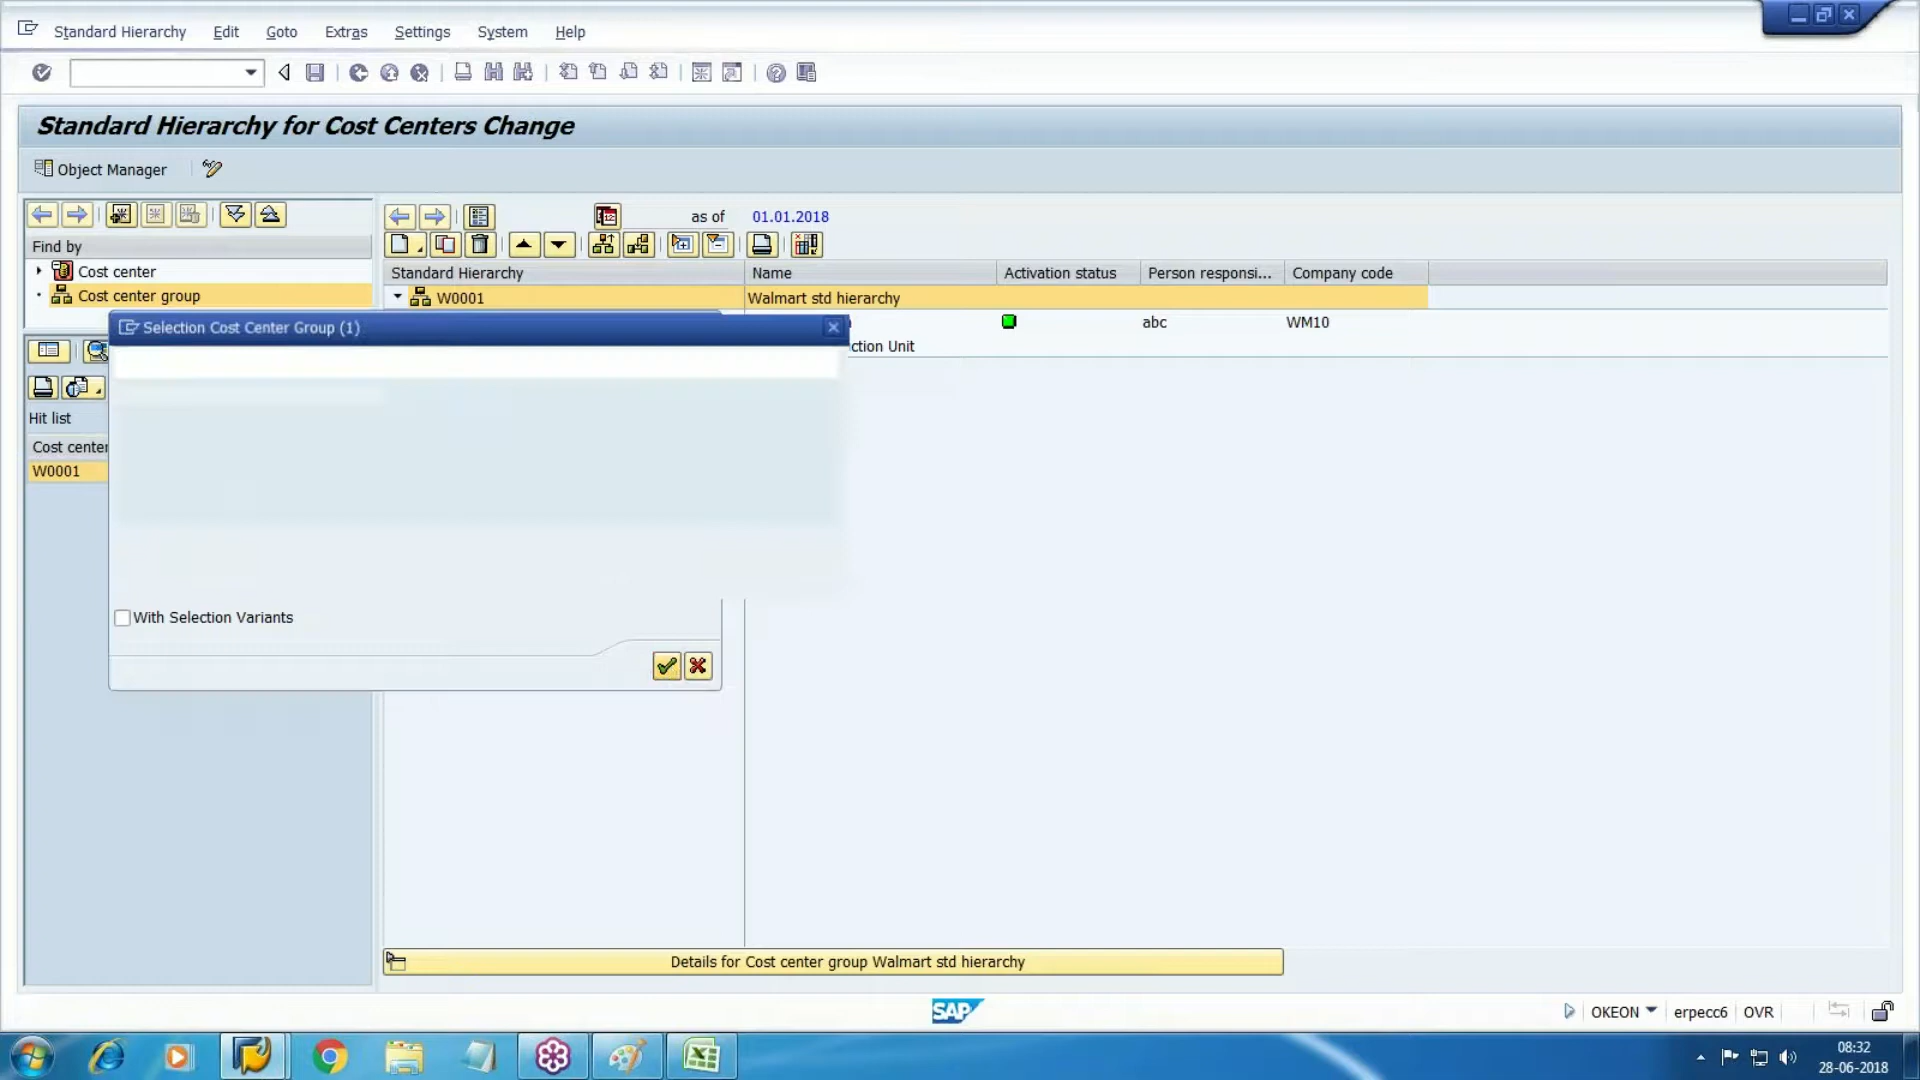 Standard Hierarchy Edit Goto Extras Settings System Help
Standard Hierarchy for Cost Centers Change
Object Manager
as of 01.01.2018
Find by
Cost center
Cost center group
Standard Hierarchy Name Activation status Person responsi... Company code
W0001 Walmart std hierarchy
abc WM10
ction Unit
Selection Cost Center Group (1)
Hit list
Cost center
W0001
With Selection Variants
Details for Cost center group Walmart std hierarchy
SAP
OKEON erpecc6 OVR
08:32
28-06-2018